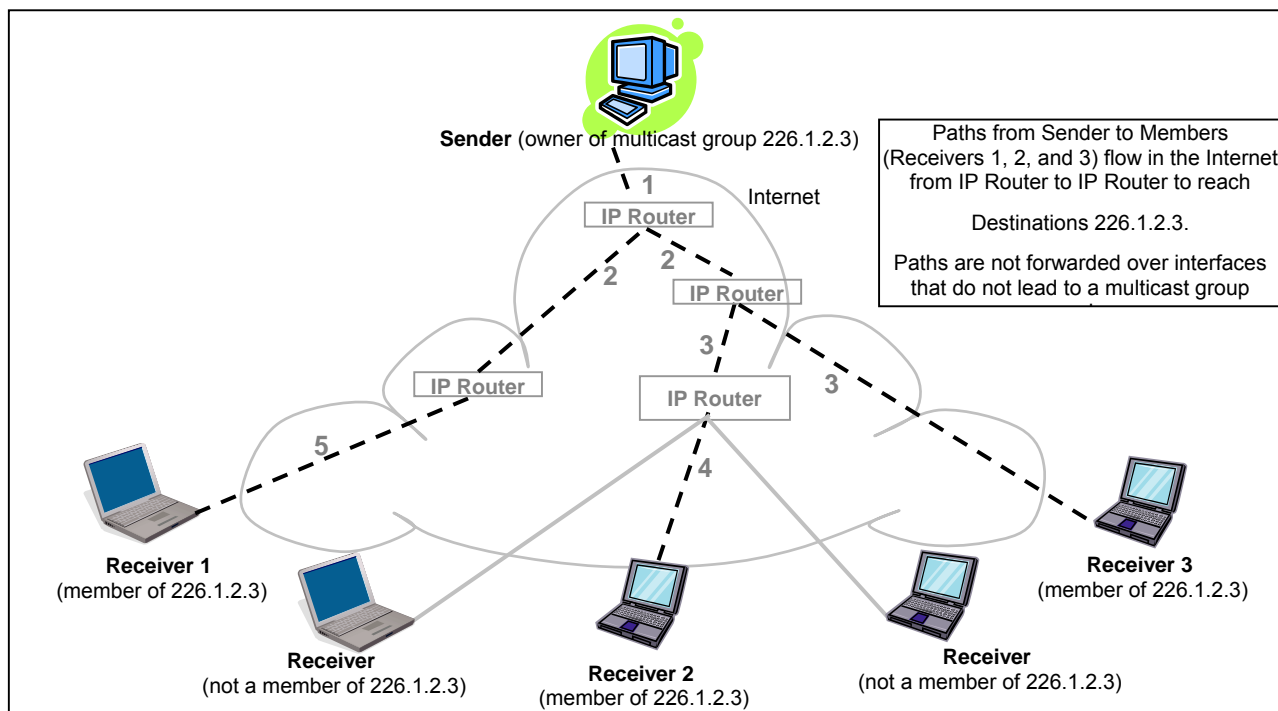 Sender (owner of multicast group 226.1.2.3)
Paths from Sender to Members
(Receivers 1, 2, and 3) flow in the Internet
from IP Router to IP Router to reach
Destinations 226.1.2.3.
Paths are not forwarded over interfaces
that do not lead to a multicast group
1
Internet
IP Router
2
2
IP Router
3
3
IP Router
IP Router
5
4
Receiver 1
(member of 226.1.2.3)
Receiver 3
(member of 226.1.2.3)
Receiver
(not a member of 226.1.2.3)
Receiver 2
(member of 226.1.2.3)
Receiver
(not a member of 226.1.2.3)